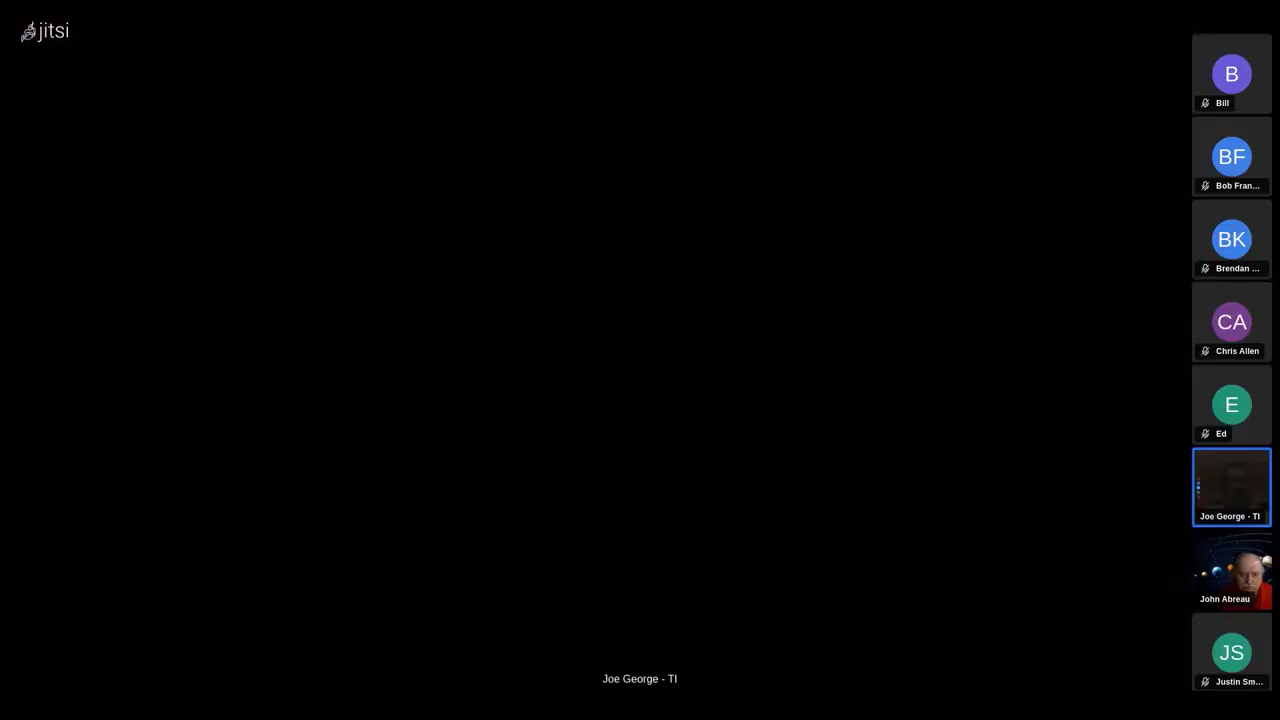 jitsi
B
Bill
BF
Bob Fran...
BK
Brendan ...
CA
Chris Allen
E
Ed
Joe George - TI
John Abreau
JS
Justin Sm...
Joe George - TI